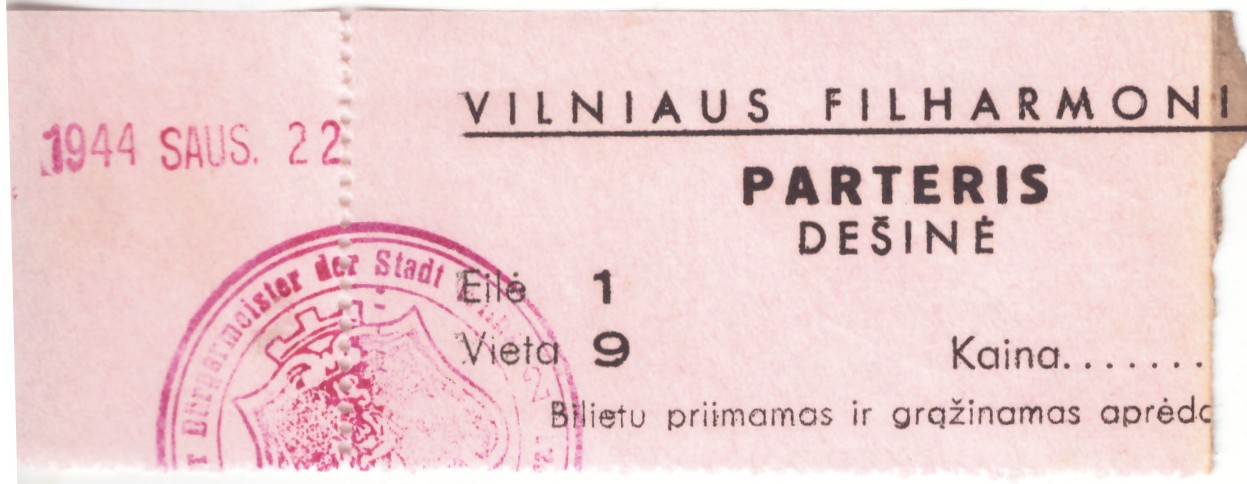 VILNIAUS FILHARMONI
1944 SAUS. 22
PARTERIS
DEŠINĖ
Eilė 1
Vieta 9
Kaina.......
Bilietu priimamas ir grąžinamas aprėda
r Bürgermeister der Stadt